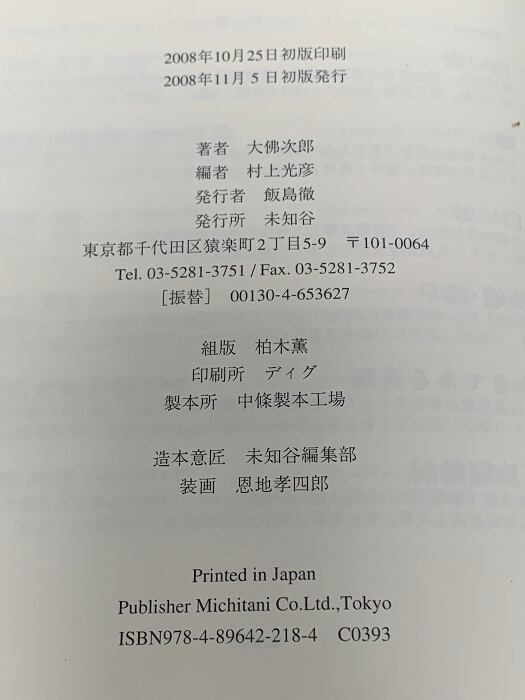 2008年10月25日初版印刷
2008年11月5日初版発行
著者 大佛次郎
編者 村上光彦
発行者 飯島徹
発行所 未知谷
東京都千代田区猿楽町2丁目5-9 〒101-0064
Tel. 03-5281-3751 / Fax. 03-5281-3752
[振替] 00130-4-653627
組版 柏木薫
印刷所 ディグ
製本所 中條製本工場
造本意匠 未知谷編集部
装画 恩地孝四郎
Printed in Japan
Publisher Michitani Co.Ltd.,Tokyo
ISBN978-4-89642-218-4 C0393